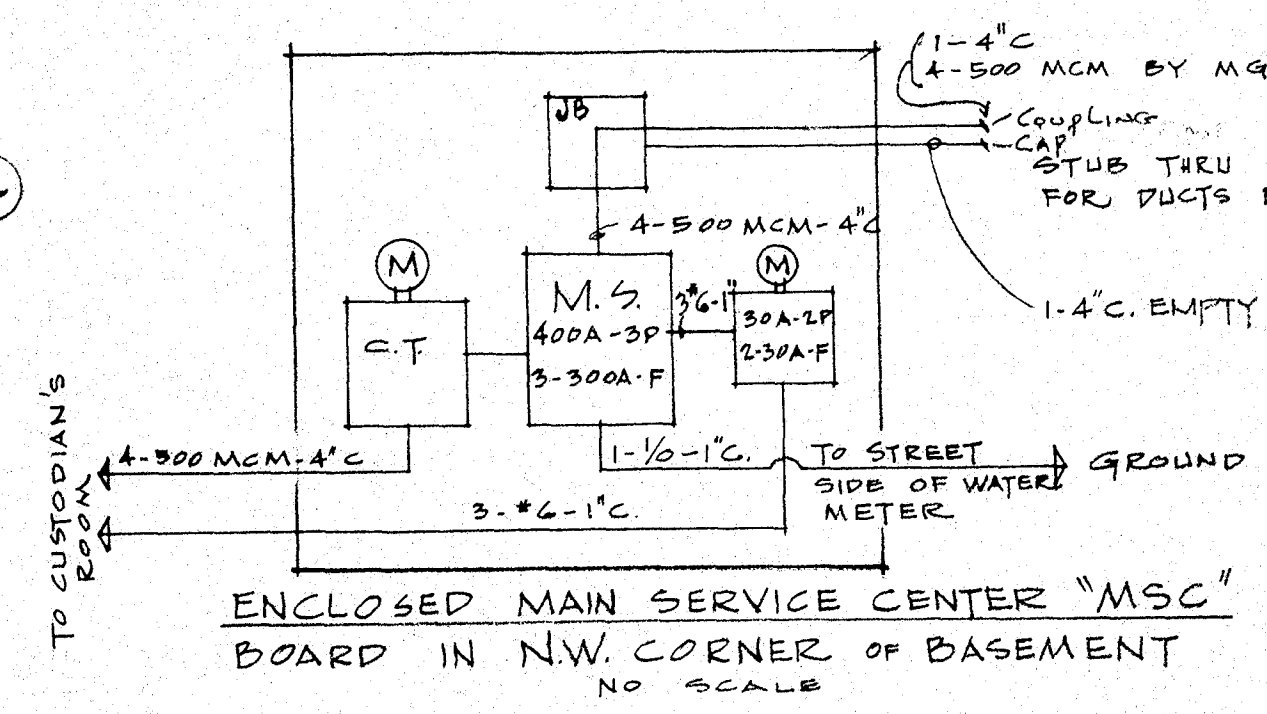 1-4"C
4-500 MCM BY MG
JB
COUPLING
CAP
STUB THRU
FOR DUCTS
4-500 MCM-4"C
M
M
M.S.
400A-3P
3-300A-F
3#6-1"
30A-2P
2-30A-F
1-4"C. EMPTY
C.T.
TO CUSTODIAN'S
ROOM
4-500 MCM-4"C
1-1/0-1"C.
TO STREET
SIDE OF WATER
METER
GROUND
3-#6-1"C.
ENCLOSED MAIN SERVICE CENTER "MSC"
BOARD IN N.W. CORNER OF BASEMENT
NO SCALE